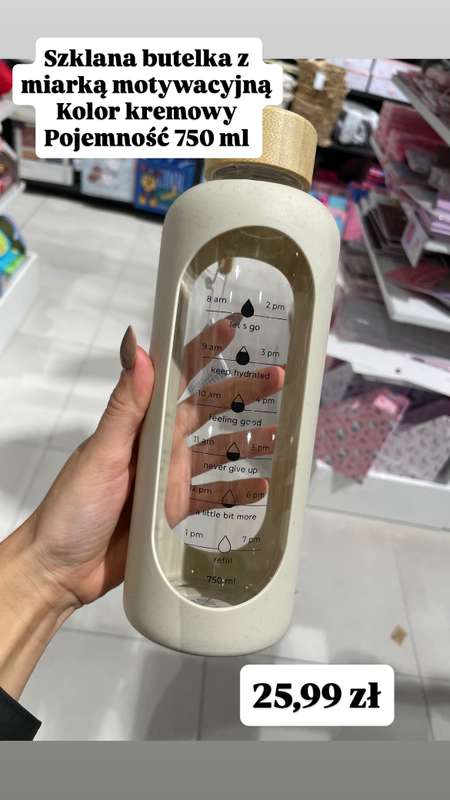 Szklana butelka z
miarką motywacyjną
Kolor kremowy
Pojemność 750 ml
8 am 2 pm
let's go
9 am 3 pm
keep hydrated
10 am 4 pm
feeling good
11 am 5 pm
never give up
12 pm 6 pm
a little bit more
1 pm 7 pm
refill
750 ml
25,99 zł